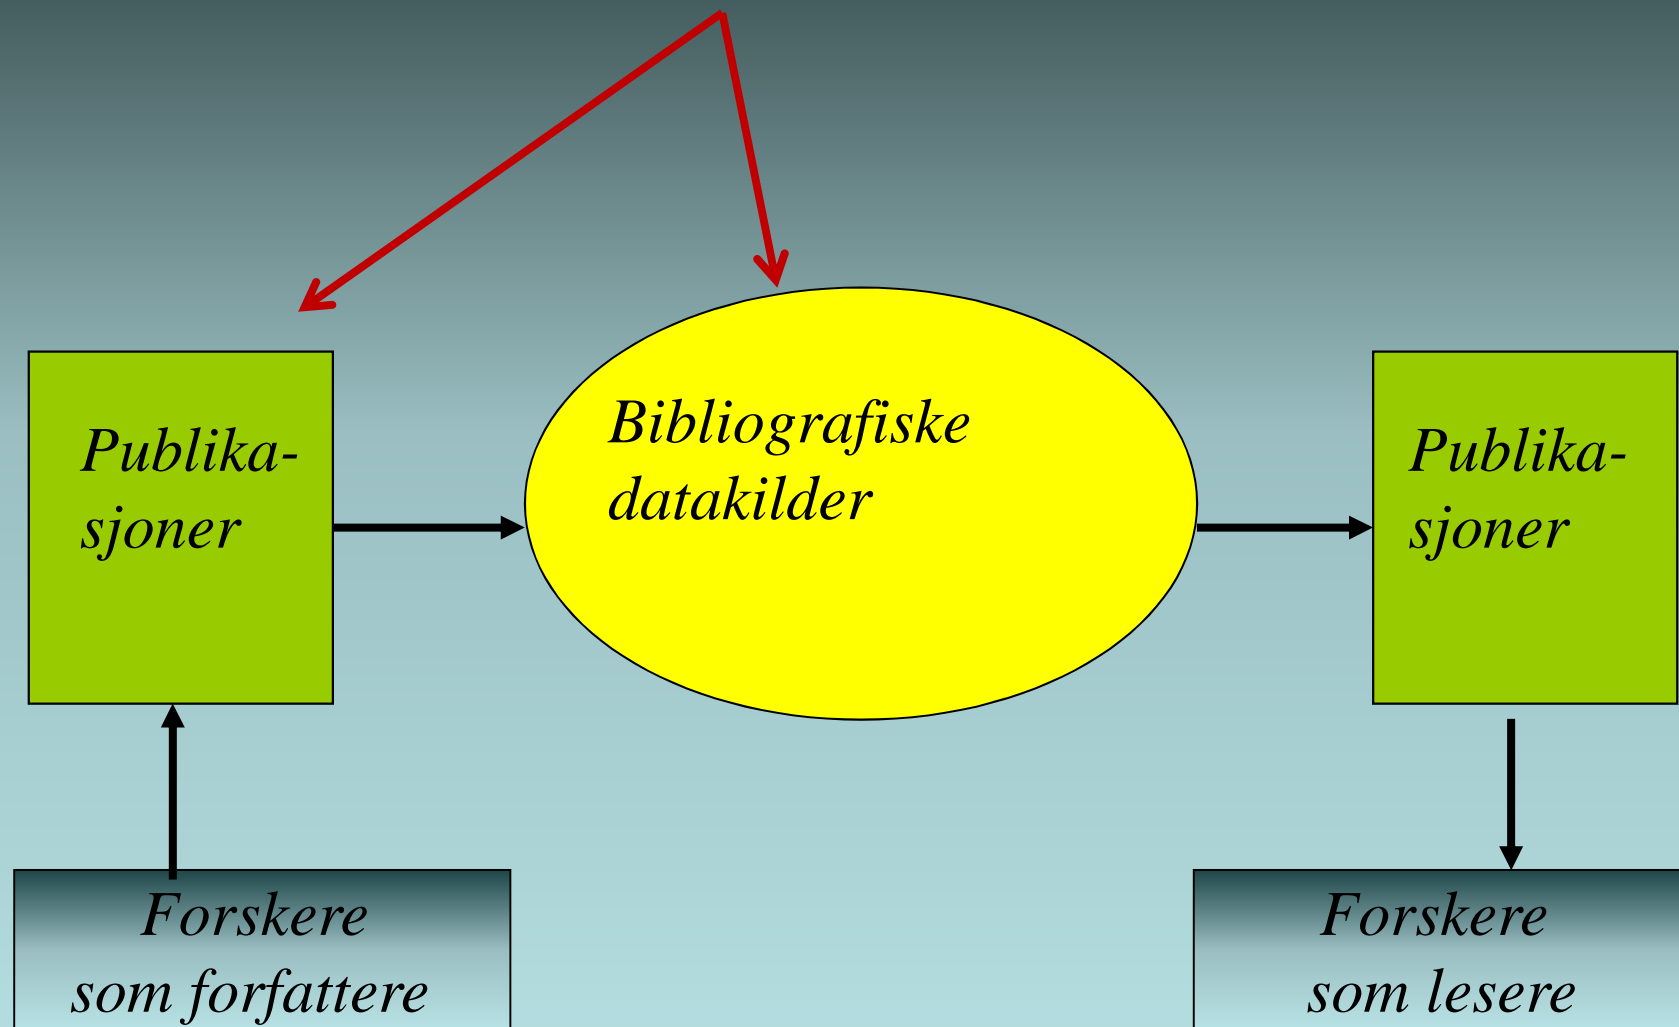 Publika-
sjoner
Bibliografiske
datakilder
Publika-
sjoner
Forskere
som forfattere
Forskere
som lesere